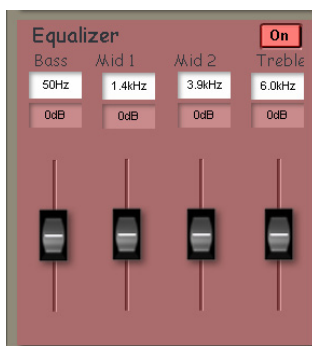 Equalizer On
Bass Mid 1 Mid 2 Treble
50Hz 1.4kHz 3.9kHz 6.0kHz
0dB 0dB 0dB 0dB